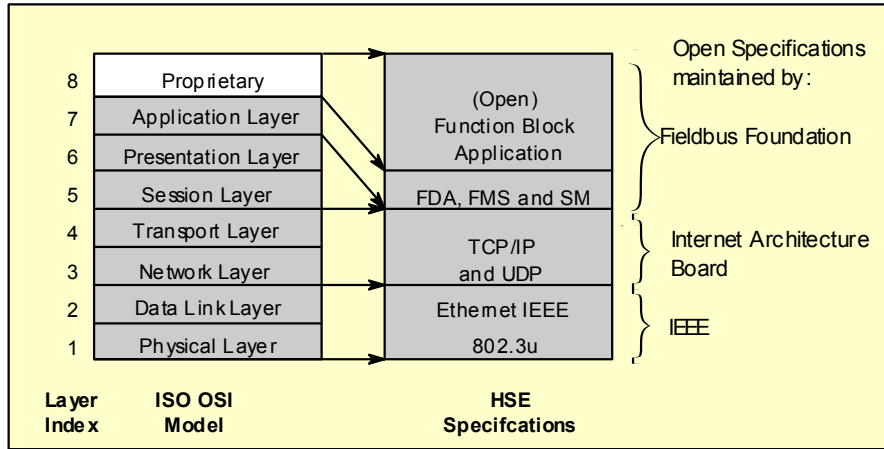 8 Proprietary
7 Application Layer
6 Presentation Layer
5 Session Layer
4 Transport Layer
3 Network Layer
2 Data Link Layer
1 Physical Layer
Layer
Index
ISO OSI
Model
(Open)
Function Block
Application
FDA, FMS and SM
TCP/IP
and UDP
Ethernet IEEE
802.3u
HSE
Specifcations
Open Specifications
maintained by:
Fieldbus Foundation
Internet Architecture
Board
IEEE